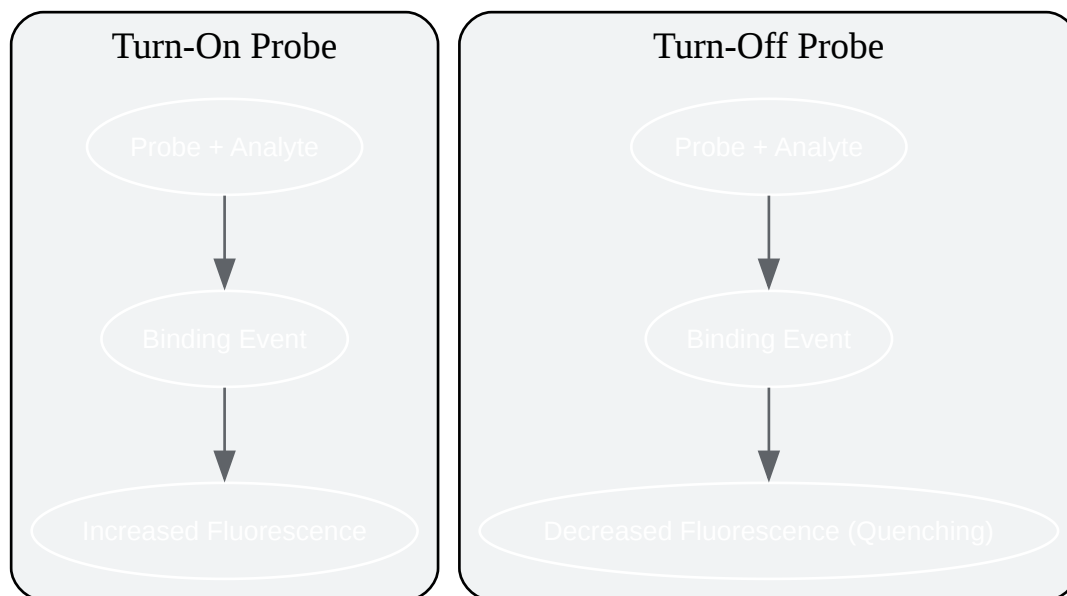 Turn-On Probe
Probe + Analyte
Binding Event
Increased Fluorescence
Turn-Off Probe
Probe + Analyte
Binding Event
Decreased Fluorescence (Quenching)